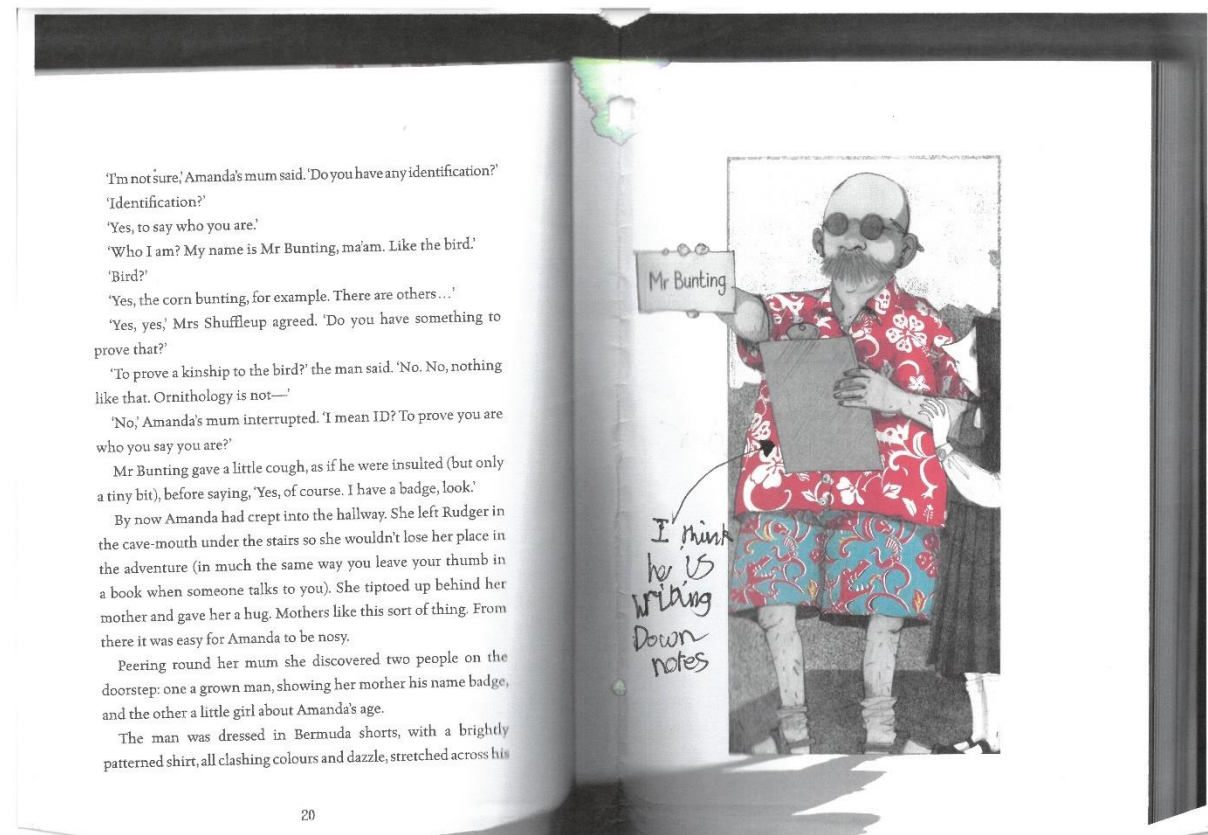 ‘I’m not sure,’ Amanda’s mum said. ‘Do you have any identification?’
‘Identification?’
‘Yes, to say who you are.’
‘Who I am? My name is Mr Bunting, ma’am. Like the bird.’
‘Bird?’
‘Yes, the corn bunting, for example. There are others…’
‘Yes, yes,’ Mrs Shuffleup agreed. ‘Do you have something to
prove that?’
‘To prove a kinship to the bird?’ the man said. ‘No. No, nothing
like that. Ornithology is not—’
‘No,’ Amanda’s mum interrupted. ‘I mean ID? To prove you are
who you say you are?’
Mr Bunting gave a little cough, as if he were insulted (but only
a tiny bit), before saying, ‘Yes, of course. I have a badge, look.’
By now Amanda had crept into the hallway. She left Rudger in
the cave-mouth under the stairs so she wouldn’t lose her place in
the adventure (in much the same way you leave your thumb in
a book when someone talks to you). She tiptoed up behind her
mother and gave her a hug. Mothers like this sort of thing. From
there it was easy for Amanda to be nosy.
Peering round her mum she discovered two people on the
doorstep: one a grown man, showing her mother his name badge,
and the other a little girl about Amanda’s age.
The man was dressed in Bermuda shorts, with a brightly
patterned shirt, all clashing colours and dazzle, stretched across his
20
Mr Bunting
I think
he is
writing
Down
notes